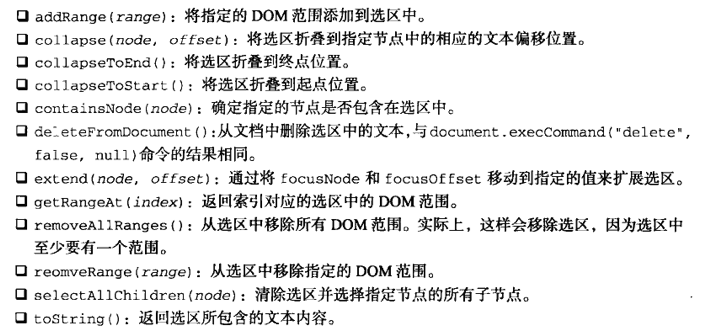 ❑ addRange(range)：将指定的 DOM 范围添加到选区中。
❑ collapse(node, offset)：将选区折叠到指定节点中的相应的文本偏移位置。
❑ collapseToEnd()：将选区折叠到终点位置。
❑ collapseToStart()：将选区折叠到起点位置。
❑ containsNode(node)：确定指定的节点是否包含在选区中。
❑ deleteFromDocument()：从文档中删除选区中的文本，与document.execCommand("delete",
false, null)命令的结果相同。
❑ extend(node, offset)：通过将 focusNode 和 focusOffset 移动到指定的值来扩展选区。
❑ getRangeAt(index)：返回索引对应的选区中的 DOM 范围。
❑ removeAllRanges()：从选区中移除所有 DOM 范围。实际上，这样会移除选区，因为选区中
至少要有一个范围。
❑ reomveRange(range)：从选区中移除指定的 DOM 范围。
❑ selectAllChildren(node)：清除选区并选择指定节点的所有子节点。
❑ toString()：返回选区所包含的文本内容。